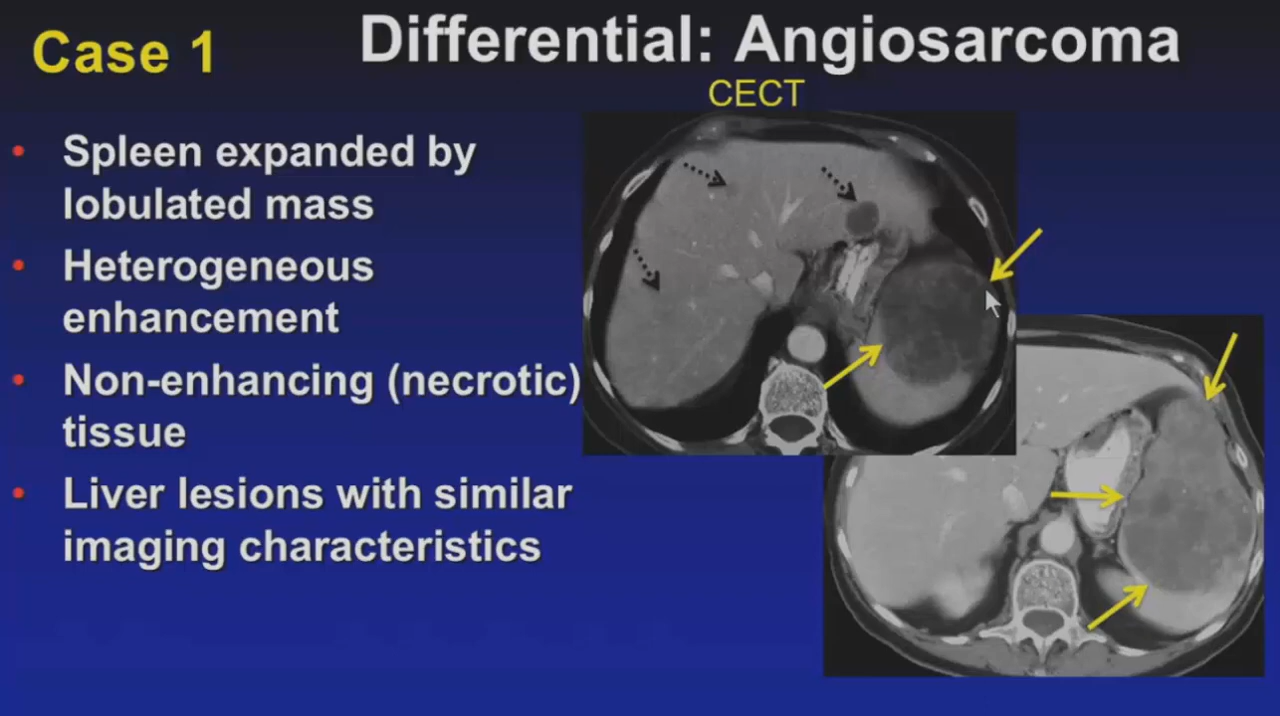 Case 1
Differential: Angiosarcoma
CECT
• Spleen expanded by
lobulated mass
• Heterogeneous
enhancement
• Non-enhancing (necrotic)
tissue
• Liver lesions with similar
imaging characteristics